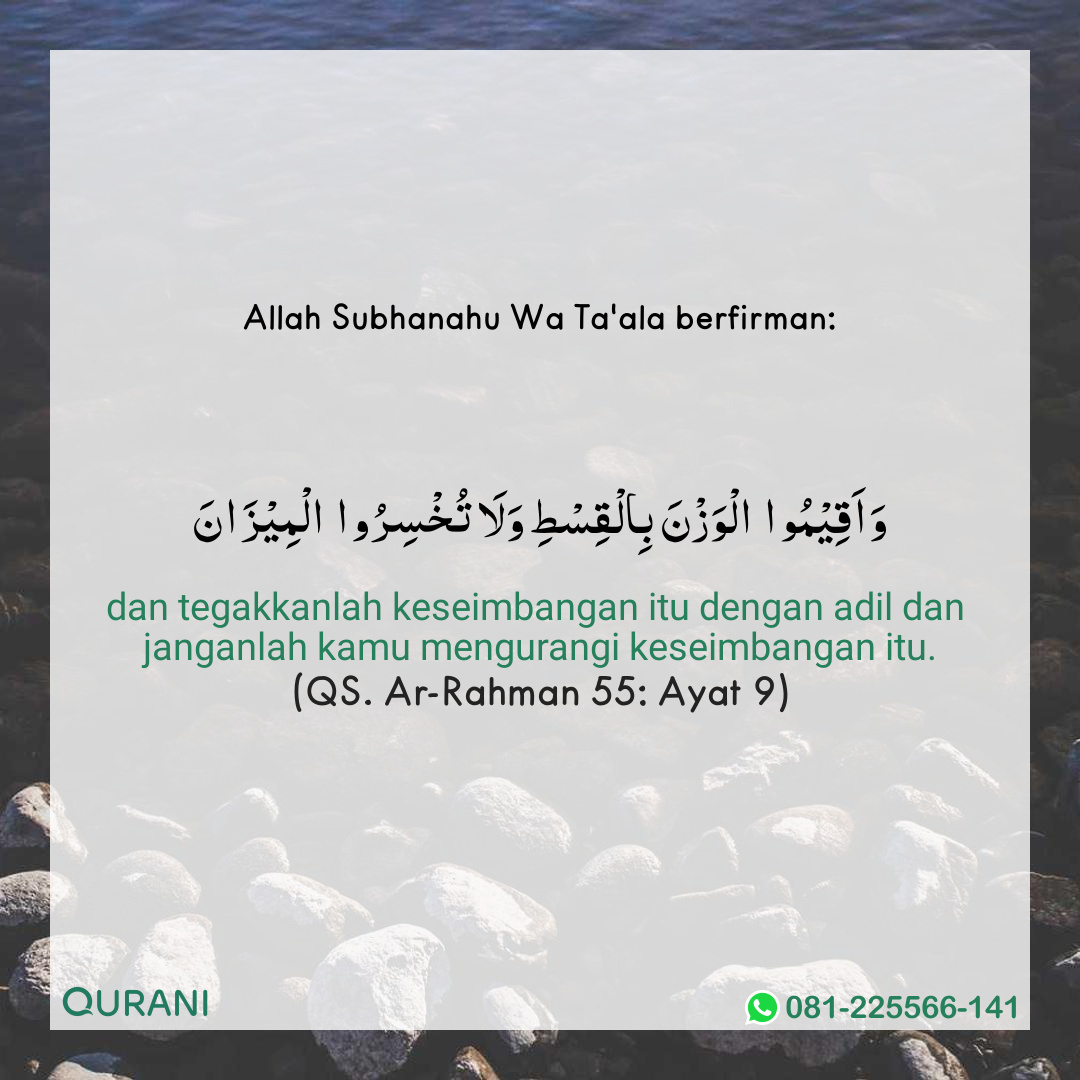 Allah Subhanahu Wa Ta'ala berfirman:
وَاَقِيْمُوا الْوَزْنَ بِالْقِسْطِ وَلَا تُخْسِرُوا الْمِيْزَانَ
dan tegakkanlah keseimbangan itu dengan adil dan
janganlah kamu mengurangi keseimbangan itu.
(QS. Ar-Rahman 55: Ayat 9)
QURANI
081-225566-141